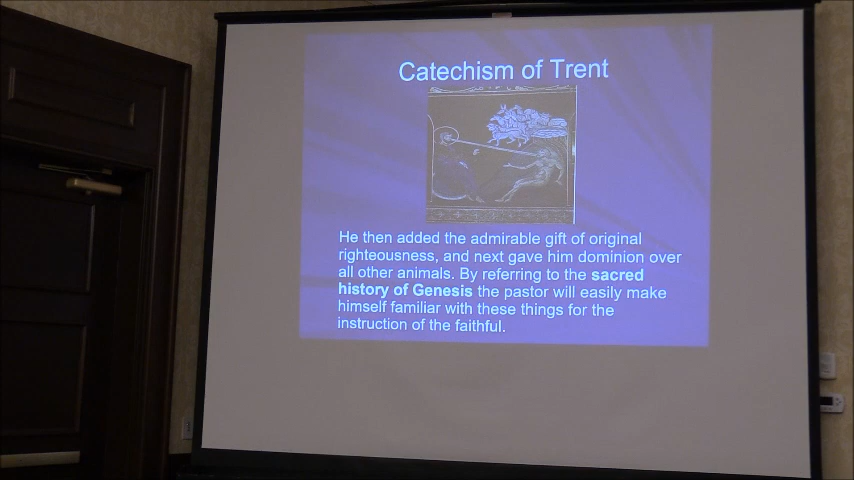 Catechism of Trent
He then added the admirable gift of original
righteousness, and next gave him dominion over
all other animals. By referring to the sacred
history of Genesis the pastor will easily make
himself familiar with these things for the
instruction of the faithful.